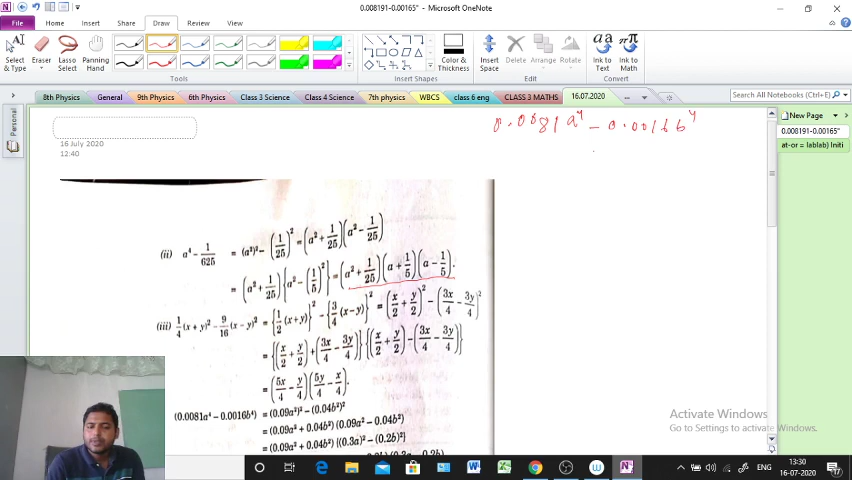 0.008191-0.00165" - Microsoft OneNote
File Home Insert Draw Review View
Select & Type Eraser Lasso Select Panning Hand Color & Thickness Insert Space Delete Arrange Rotate Ink to Text Ink to Math
Tools Insert Shapes Edit Convert
8th Physics General 9th Physics 6th Physics Class 3 Science Class 4 Science 7th physics WBCS class 6 eng CLASS 3 MATHS 16.07.2020 Search All Notebooks (Ctrl+E)
Personal
New Page
0.008191-0.00165"
at-or = lablab) Initi
16 July 2020
12:40
0.0081a⁴ - 0.0016b⁴
(ii) a⁴ - 1/625 = (a²)² - (1/25)² = (a² + 1/25)(a² - 1/25)
= (a² + 1/25){a² - (1/5)²} = (a² + 1/25)(a + 1/5)(a - 1/5).
(iii) 1/4 (x + y)² - 9/16 (x - y)² = {1/2 (x + y)}² - {3/4 (x - y)}² = (x/2 + y/2)² - (3x/4 - 3y/4)²
= {(x/2 + y/2) + (3x/4 - 3y/4)} {(x/2 + y/2) - (3x/4 - 3y/4)}
= (5x/4 - y/4)(5y/4 - x/4).
(0.0081a⁴ - 0.0016b⁴) = (0.09a²)² - (0.04b²)²
= (0.09a² + 0.04b²) (0.09a² - 0.04b²)
= (0.09a² + 0.04b²) {(0.3a)² - (0.2b)²}
Activate Windows
Go to Settings to activate Windows.
ENG
13:30
16-07-2020